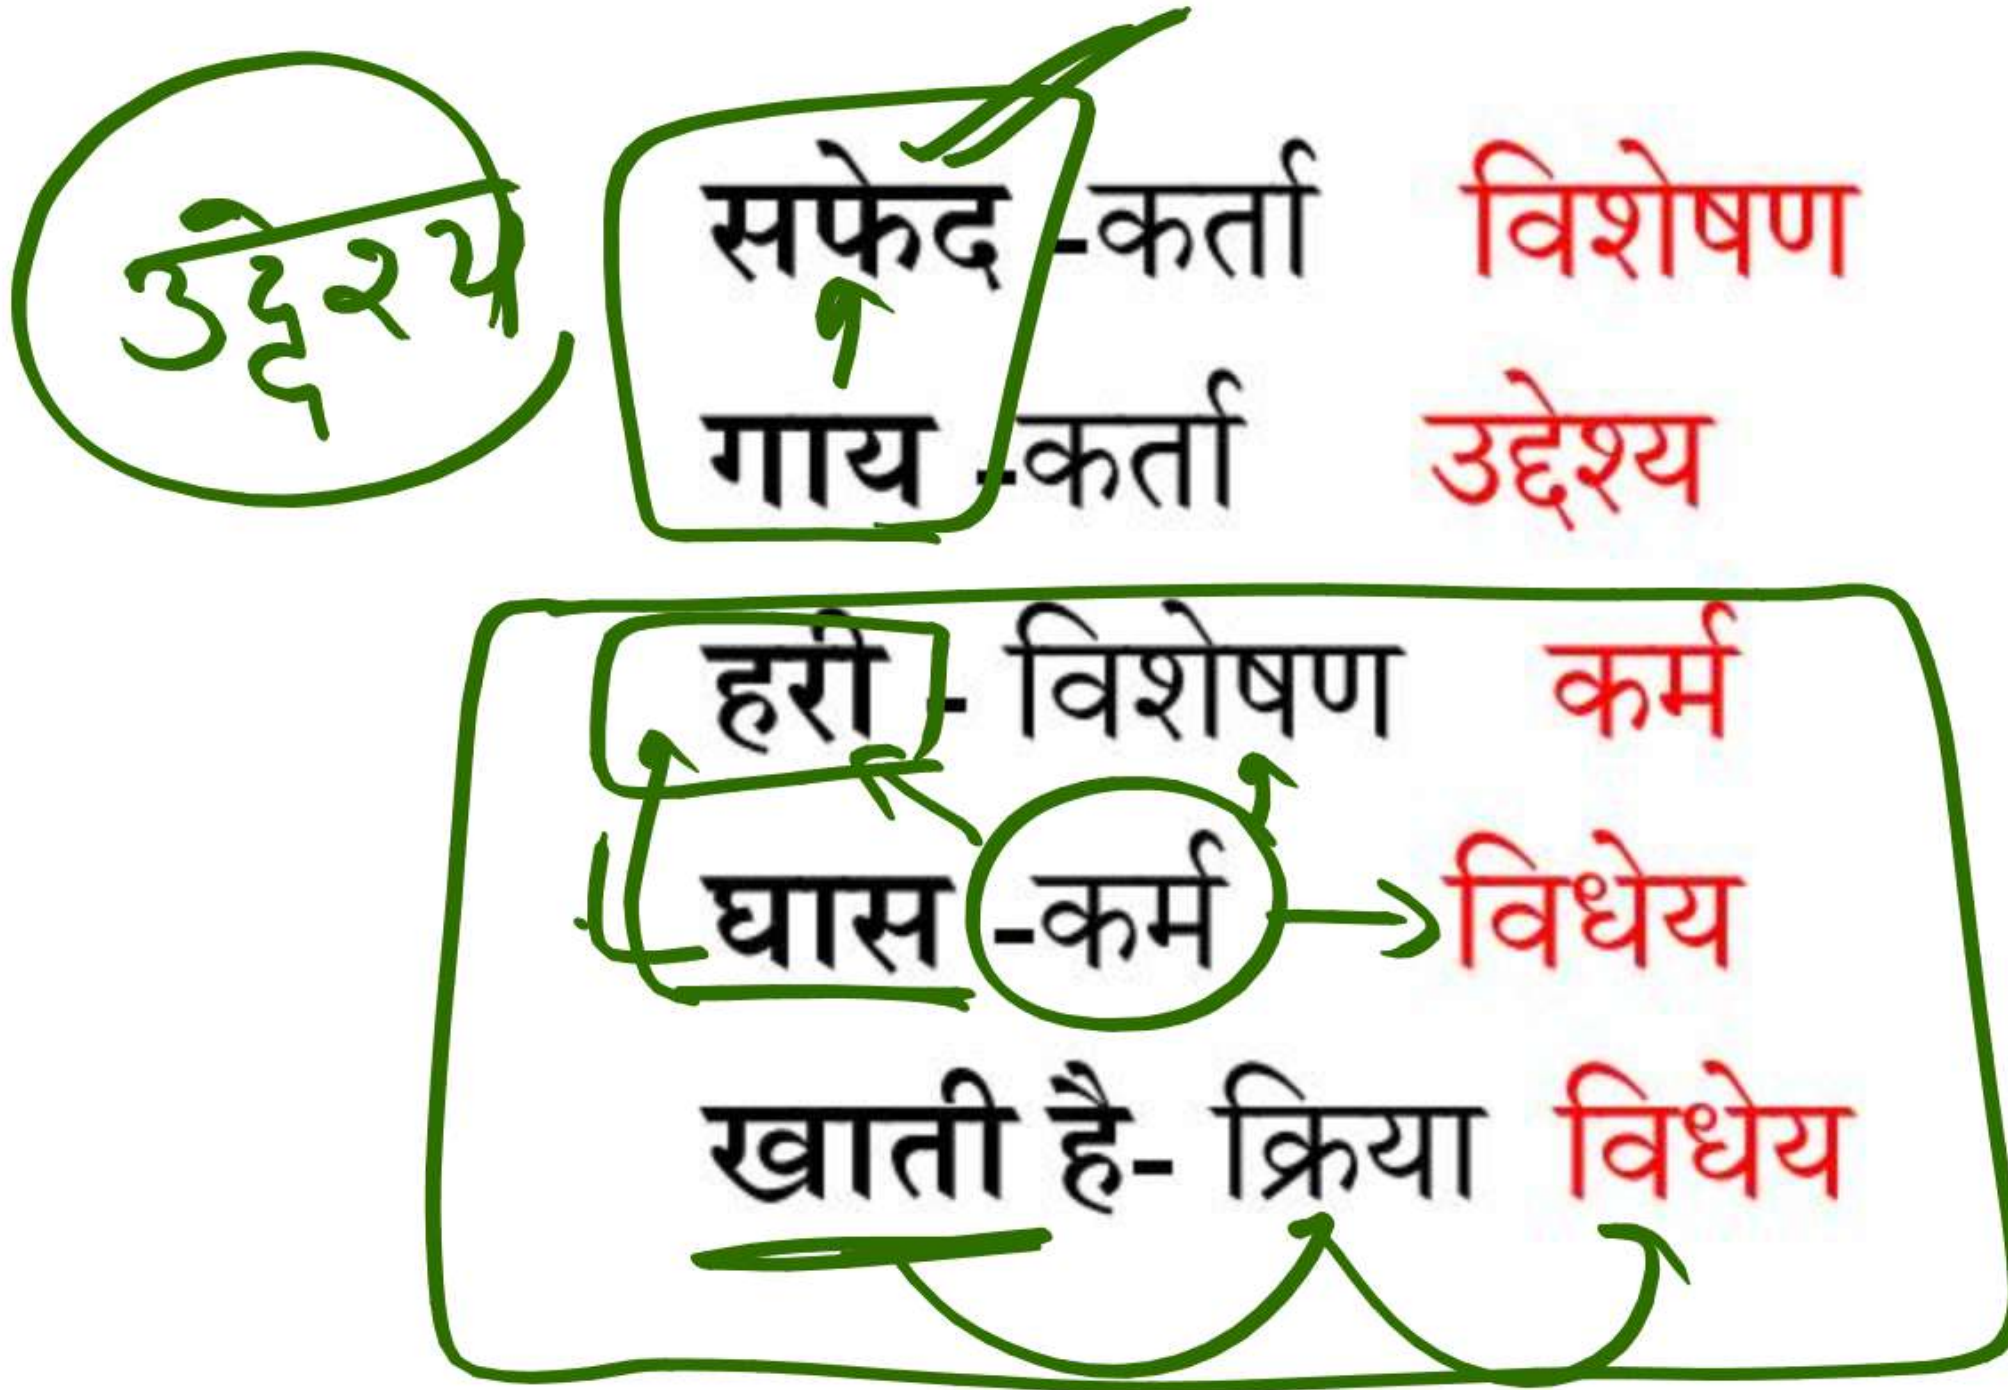 उद्देश्य
सफेद -कर्ता विशेषण
गाय -कर्ता उद्देश्य
हरी - विशेषण कर्म
घास -कर्म विधेय
खाती है- क्रिया विधेय